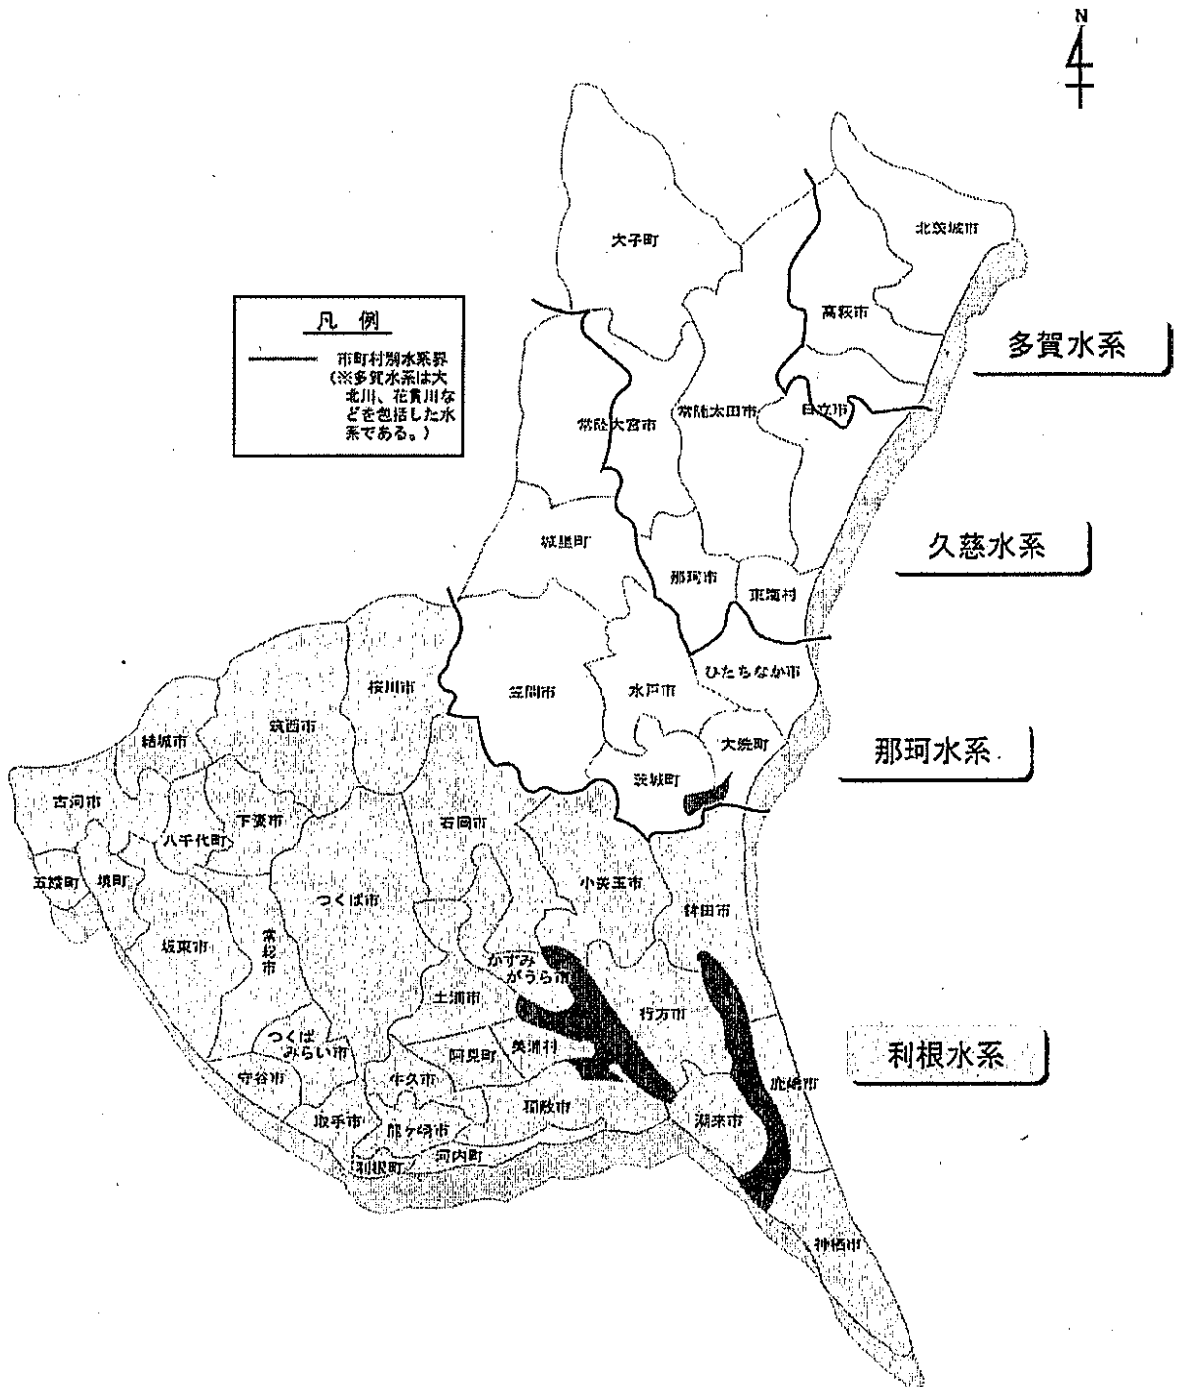 N
大子町
北茨城市
高萩市
多賀水系
凡 例
市町村別水系界
(※多賀水系は大
北川、花貫川な
どを包括した水
系である。)
常陸大宮市
常陸太田市
日立市
城里町
久慈水系
那珂市
東海村
ひたちなか市
桜川市
笠間市
水戸市
筑西市
結城市
大洗町
那珂水系
茨城町
古河市
下妻市
石岡市
八千代町
五霞町
境町
つくば市
小美玉市
鉾田市
坂東市
常総市
かすみ
がうら市
土浦市
行方市
つくば
みらい市
阿見町
美浦村
利根水系
守谷市
牛久市
鹿嶋市
稲敷市
取手市
龍ケ崎市
潮来市
利根町
河内町
神栖市